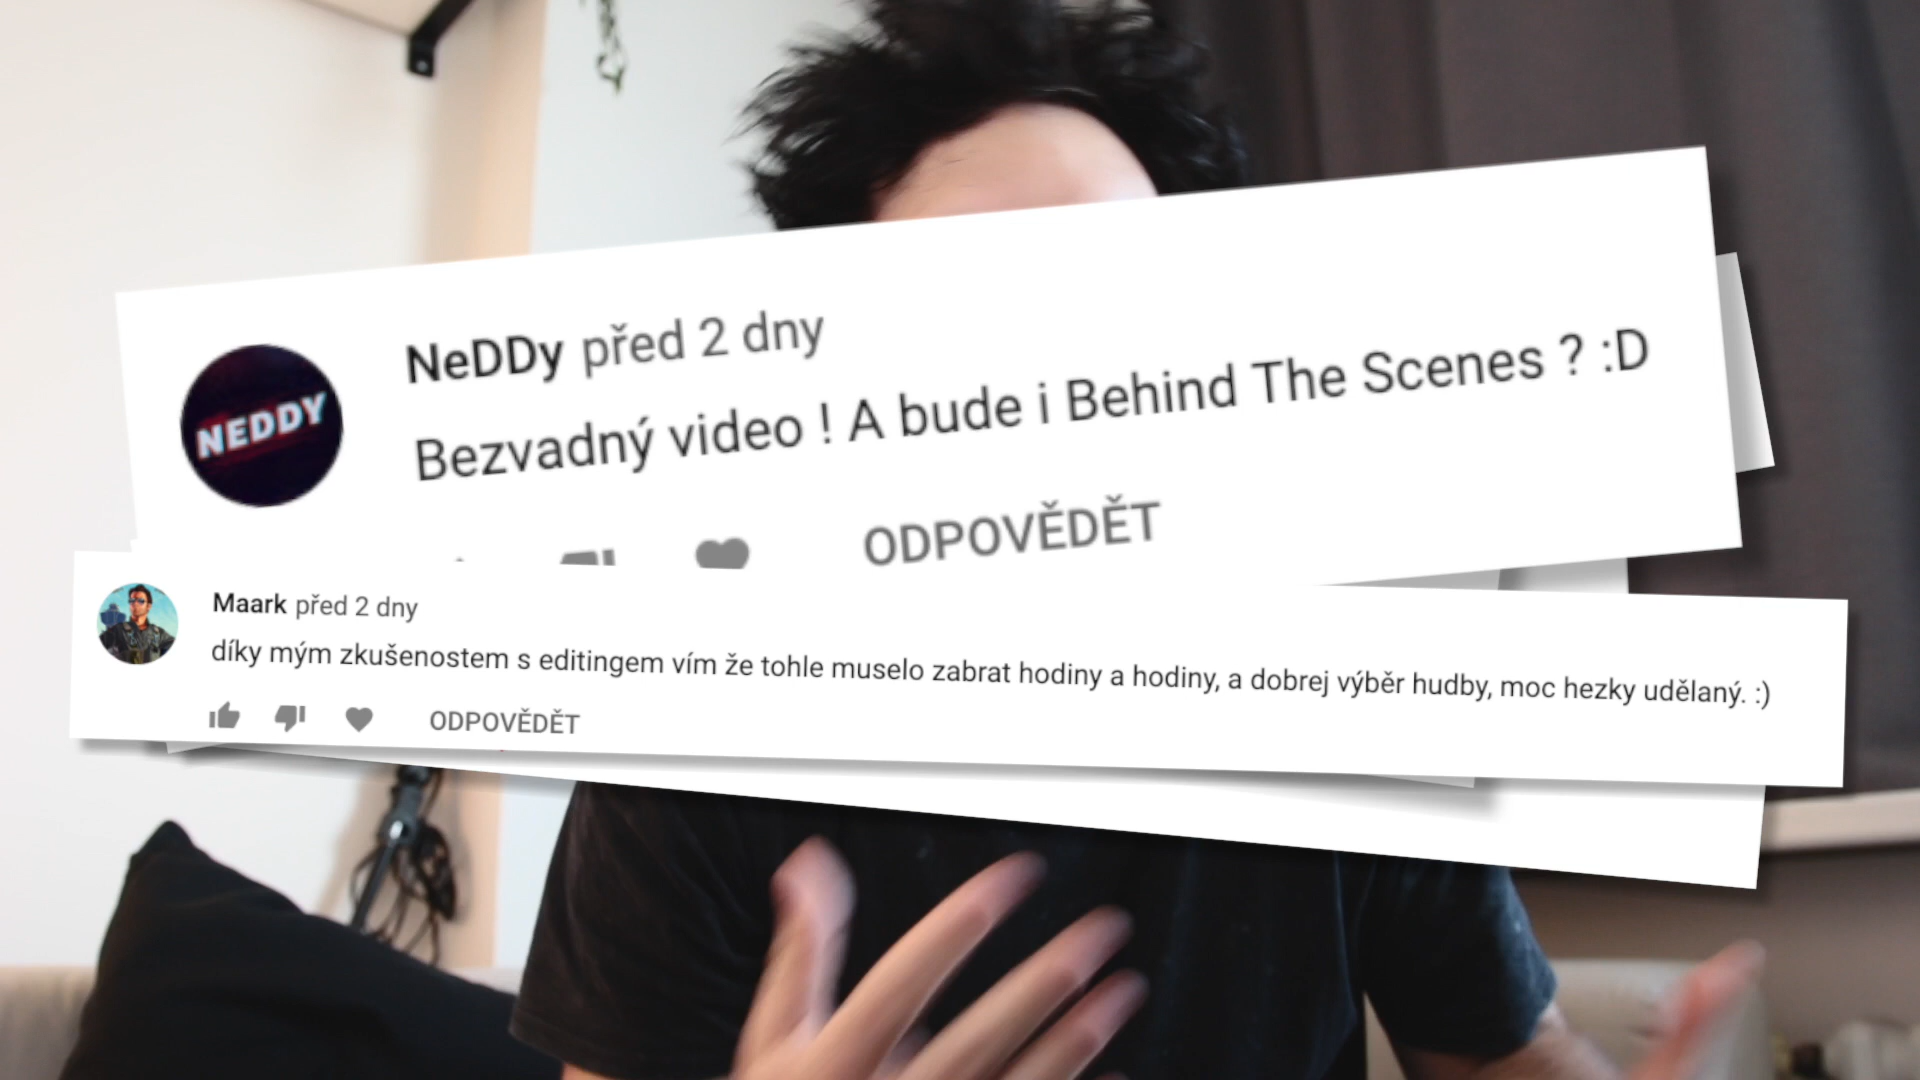 NEDDY
NeDDy před 2 dny
Bezvadný video ! A bude i Behind The Scenes ? :D
ODPOVĚDĚT
Maark před 2 dny
díky mým zkušenostem s editingem vím že tohle muselo zabrat hodiny a hodiny, a dobrej výběr hudby, moc hezky udělaný. :)
ODPOVĚDĚT